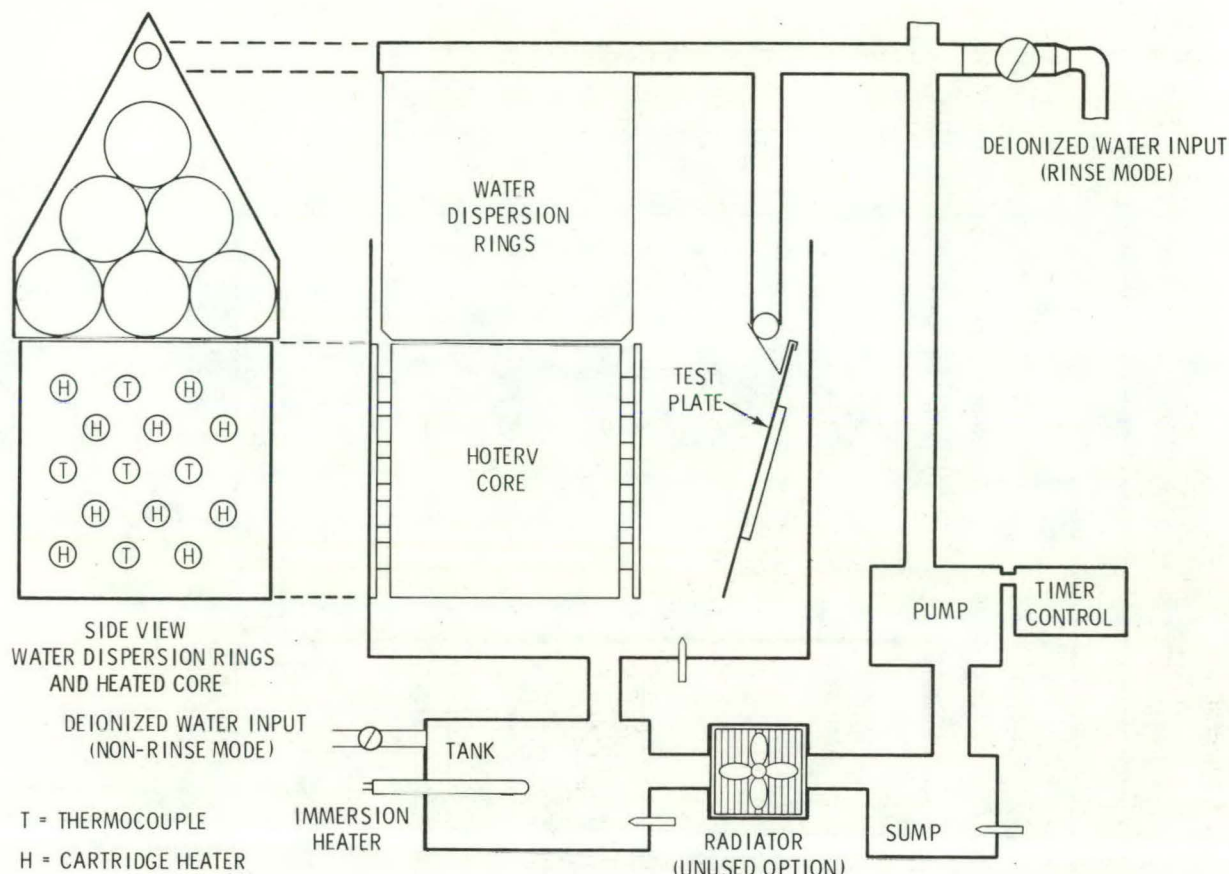 DEIONIZED WATER INPUT
(RINSE MODE)
WATER
DISPERSION
RINGS
TEST
PLATE
HOTERV
CORE
H T H
H H H
T T T
H H H
H T H
PUMP
TIMER
CONTROL
SIDE VIEW
WATER DISPERSION RINGS
AND HEATED CORE
DEIONIZED WATER INPUT
(NON-RINSE MODE)
TANK
IMMERSION
HEATER
RADIATOR
(UNUSED OPTION)
SUMP
T = THERMOCOUPLE
H = CARTRIDGE HEATER